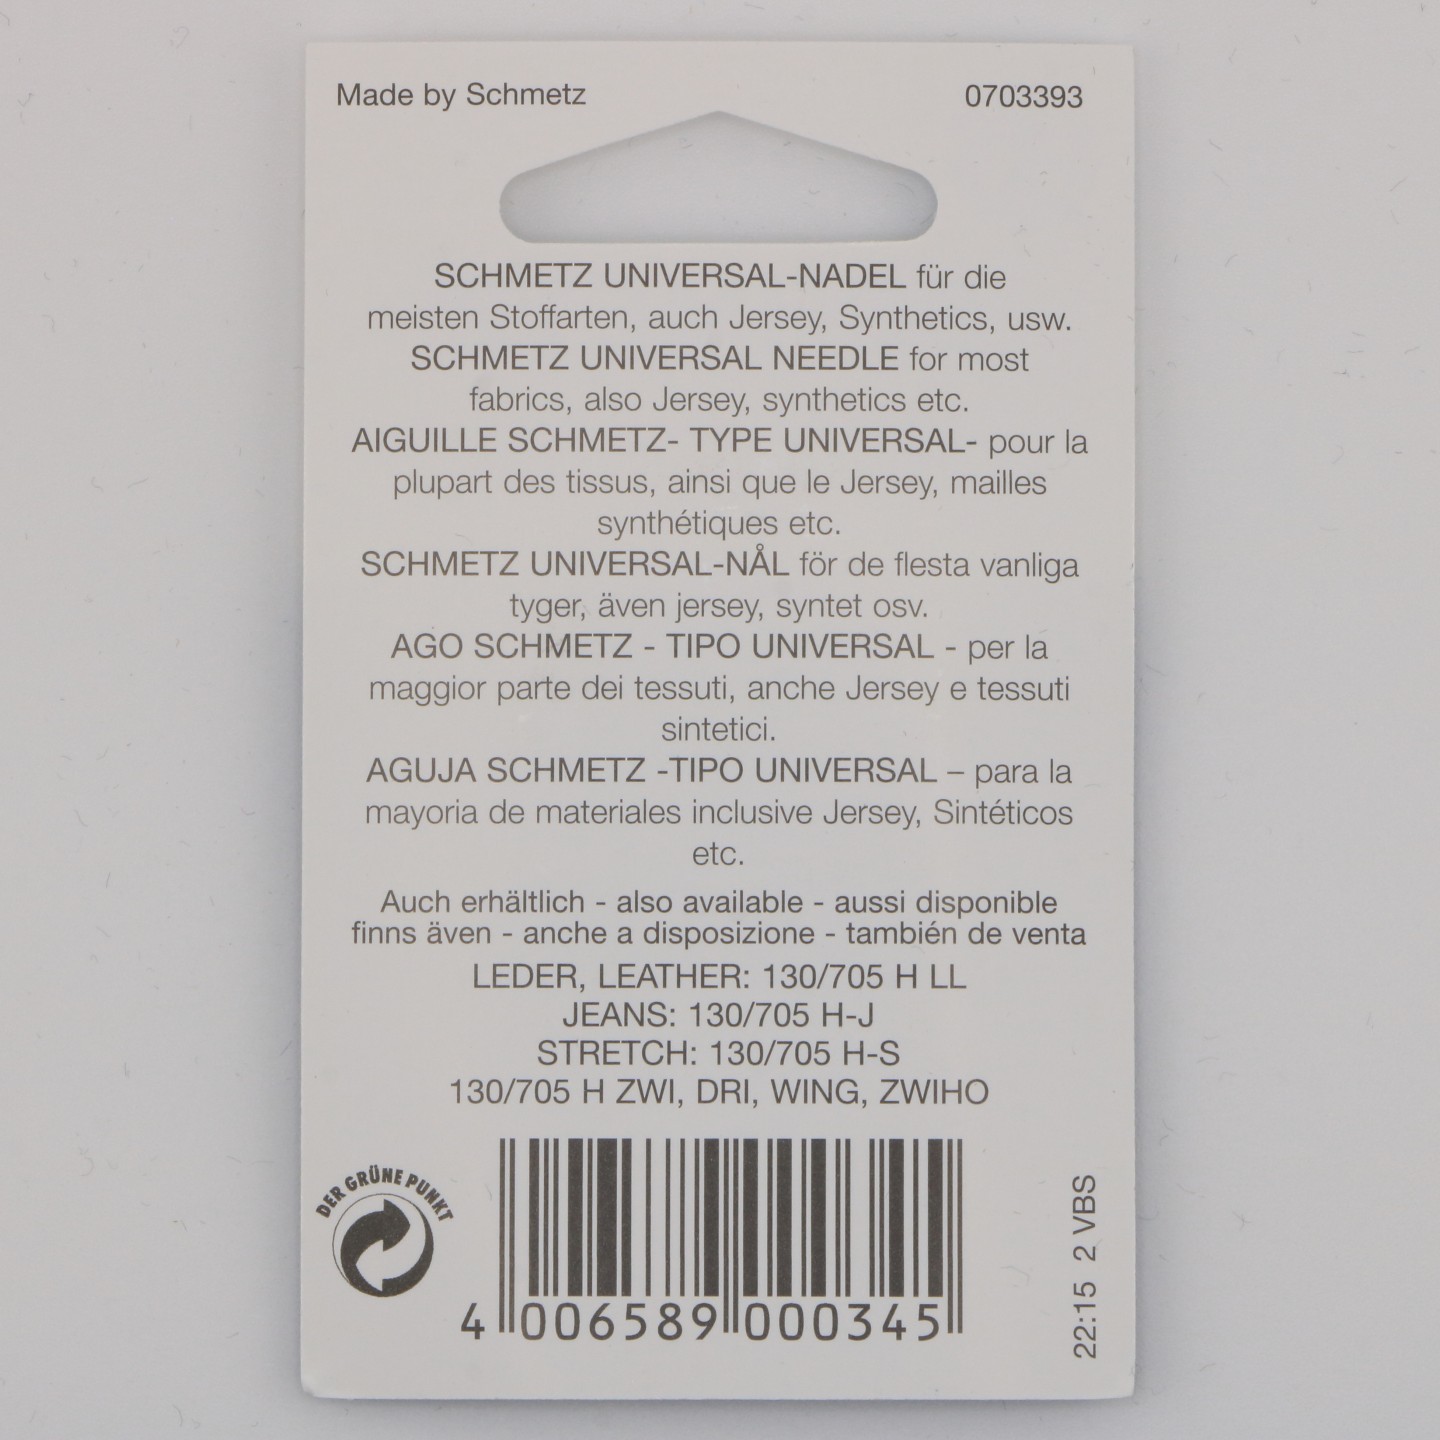 Made by Schmetz
0703393
SCHMETZ UNIVERSAL-NADEL für die
meisten Stoffarten, auch Jersey, Synthetics, usw.
SCHMETZ UNIVERSAL NEEDLE for most
fabrics, also Jersey, synthetics etc.
AIGUILLE SCHMETZ- TYPE UNIVERSAL- pour la
plupart des tissus, ainsi que le Jersey, mailles
synthétiques etc.
SCHMETZ UNIVERSAL-NÅL för de flesta vanliga
tyger, även jersey, syntet osv.
AGO SCHMETZ - TIPO UNIVERSAL - per la
maggior parte dei tessuti, anche Jersey e tessuti
sintetici.
AGUJA SCHMETZ -TIPO UNIVERSAL – para la
mayoria de materiales inclusive Jersey, Sintéticos
etc.
Auch erhältlich - also available - aussi disponible
finns även - anche a disposizione - también de venta
LEDER, LEATHER: 130/705 H LL
JEANS: 130/705 H-J
STRETCH: 130/705 H-S
130/705 H ZWI, DRI, WING, ZWIHO
DER GRÜNE PUNKT
4 006589 000345
22:15 2 VBS